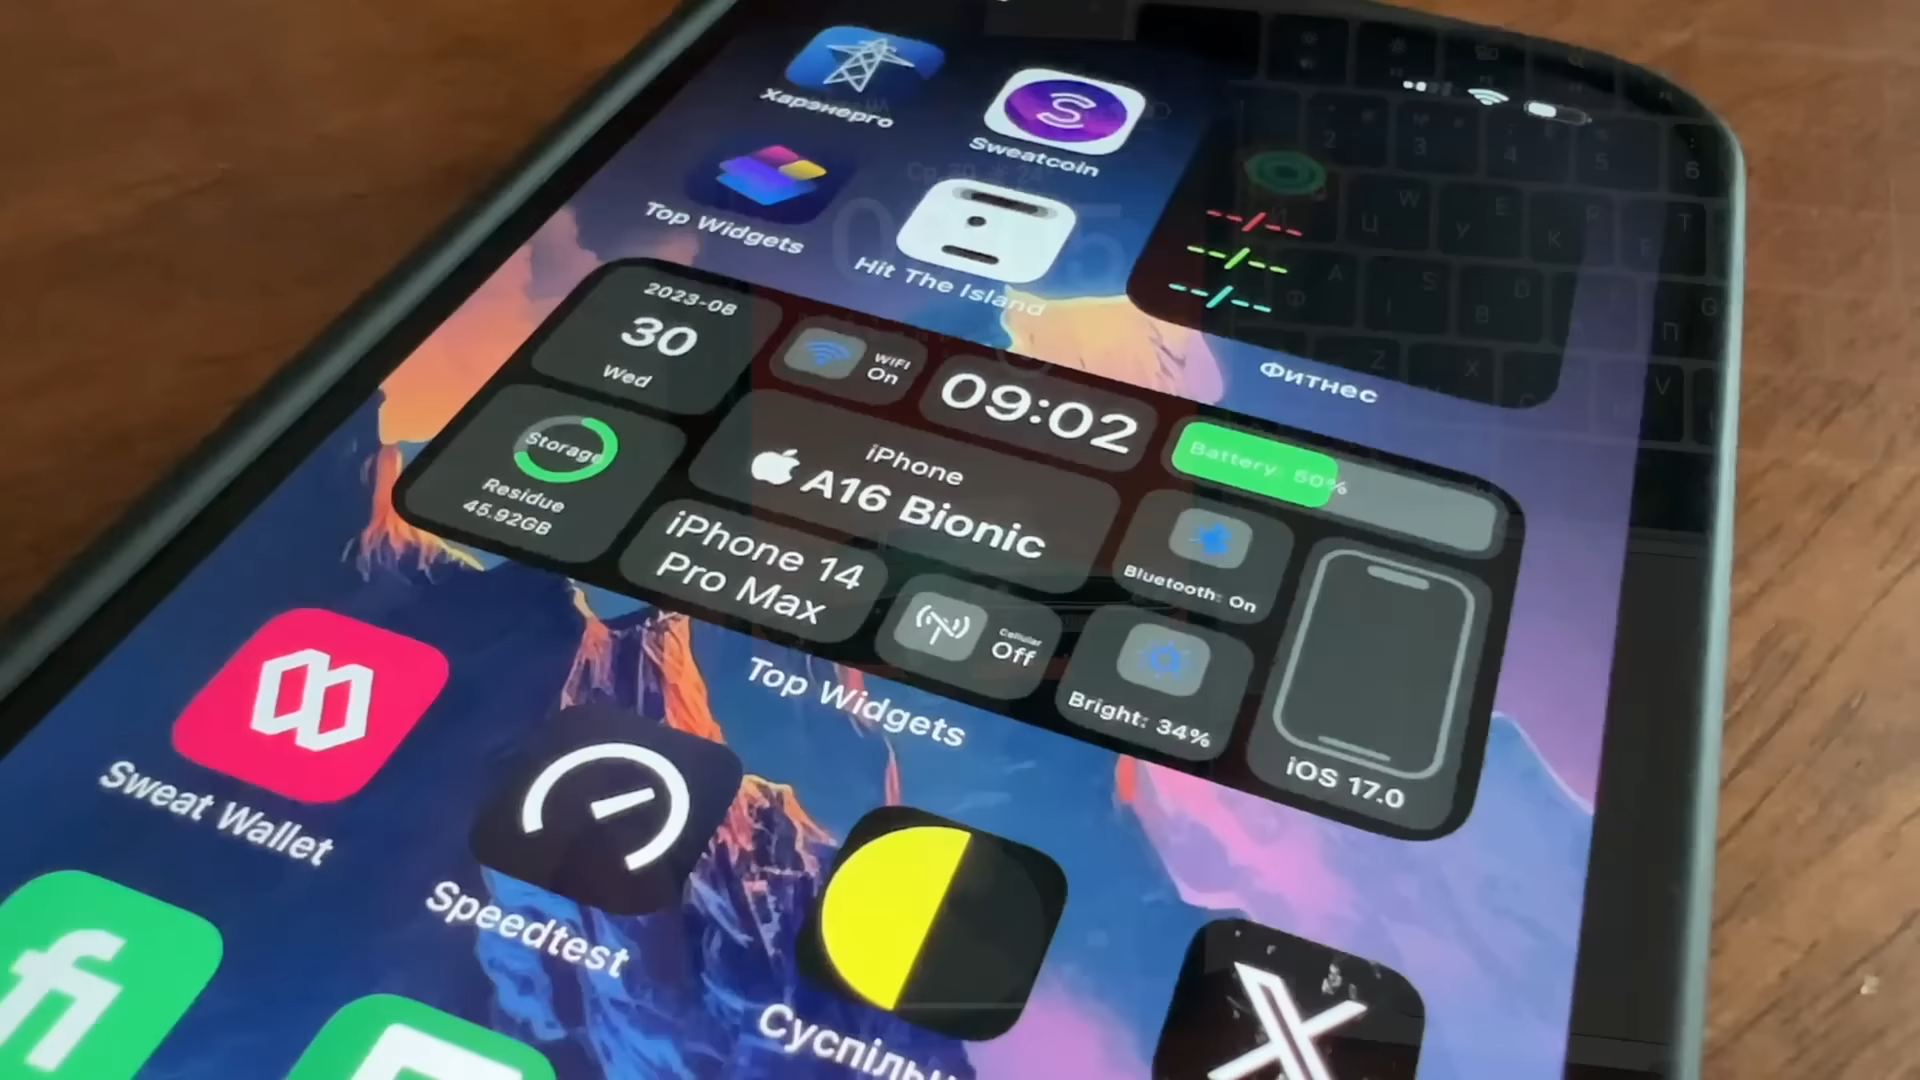 Харэнерго
Sweatcoin
Top Widgets
Hit The Island
--/--
--/--
--/--
Фитнес
2023-08
30
Wed
WIFI
On
09:02
Battery: 50%
Storage
Residue
45.92GB
iPhone
A16 Bionic
iPhone 14
Pro Max
Cellular
Off
Bluetooth: On
Bright: 34%
iOS 17.0
Top Widgets
Sweat Wallet
Speedtest
Суспільн
fi
X